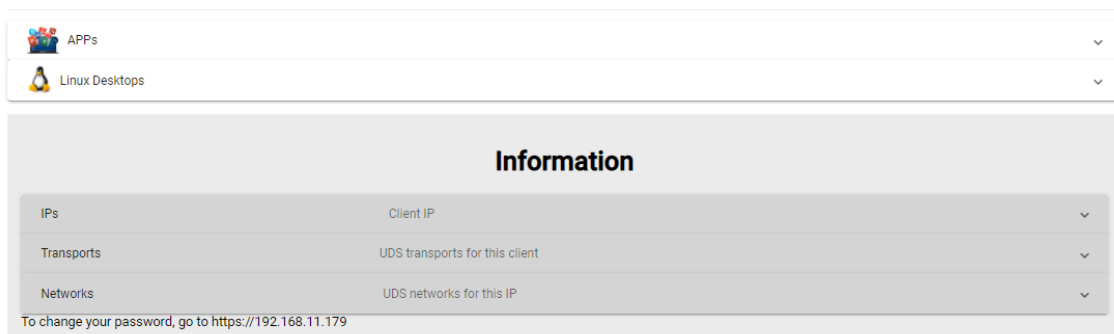 APPs
Linux Desktops
Information
IPs Client IP
Transports UDS transports for this client
Networks UDS networks for this IP
To change your password, go to https://192.168.11.179